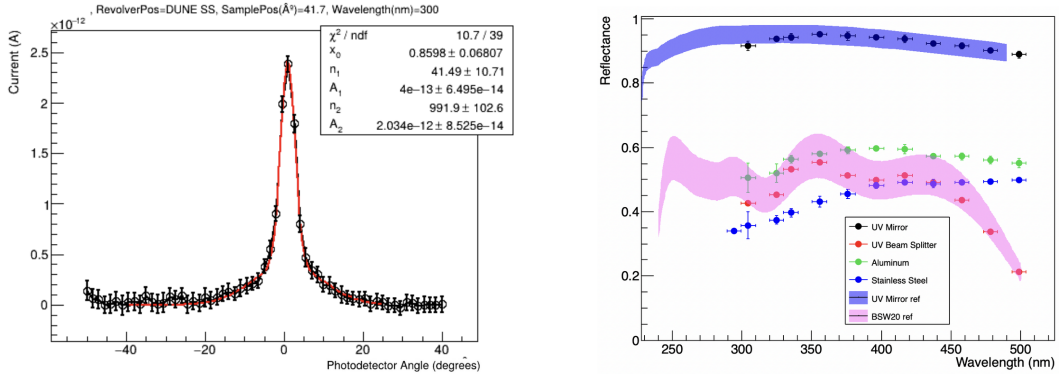 , RevolverPos=DUNE SS, SamplePos(Â°)=41.7, Wavelength(nm)=300
×10⁻¹²
Current (A)
2.5
2
1.5
1
0.5
0
−40
−20
0
20
40
Photodetector Angle (degrees)
χ² / ndf 10.7 / 39
x₀ 0.8598 ± 0.06807
n₁ 41.49 ± 10.71
A₁ 4e−13 ± 6.495e−14
n₂ 991.9 ± 102.6
A₂ 2.034e−12 ± 8.525e−14
Reflectance
1
0.8
0.6
0.4
0.2
0
250
300
350
400
450
500
Wavelength (nm)
UV Mirror
UV Beam Splitter
Aluminum
Stainless Steel
UV Mirror ref
BSW20 ref